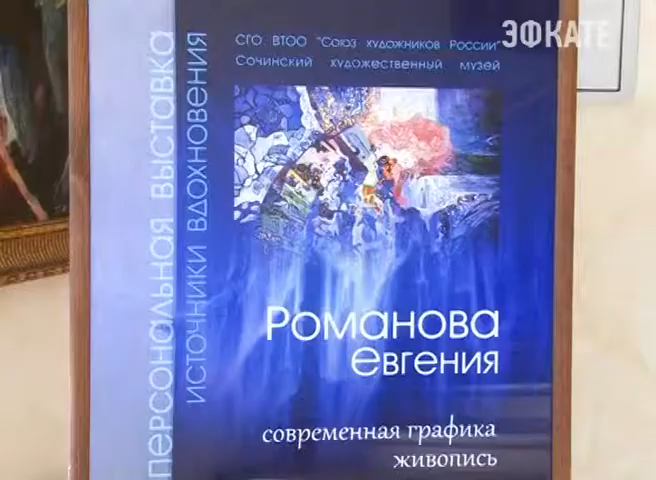 ЭФКАТЕ
СГО ВТОО "Союз художников России"
Сочинский художественный музей
персональная выставка
источники вдохновения
Романова
Евгения
современная графика
живопись